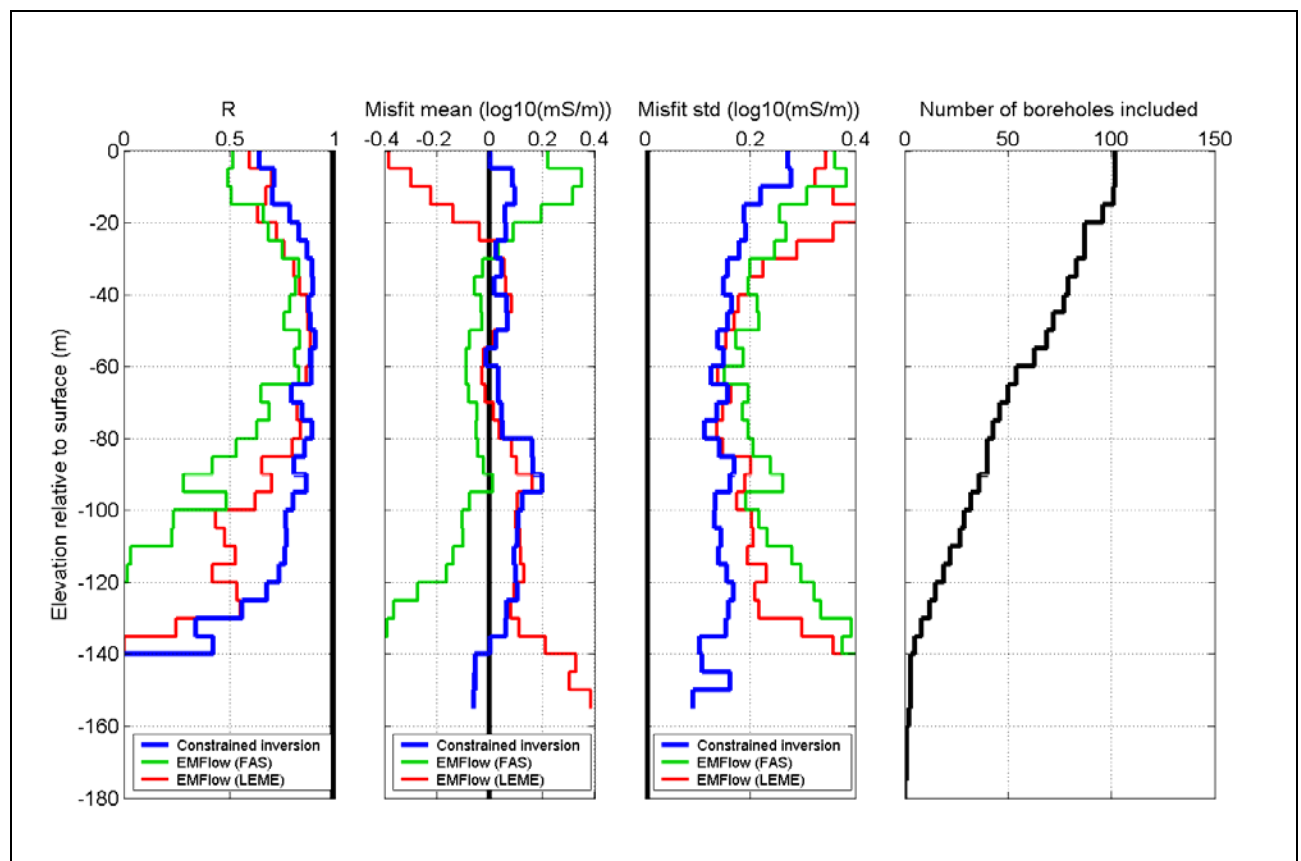 R
Misfit mean (log10(mS/m))
Misfit std (log10(mS/m))
Number of boreholes included
0 0.5 1
-0.4 -0.2 0 0.2 0.4
0 0.2 0.4
0 50 100 150
Elevation relative to surface (m)
0
-20
-40
-60
-80
-100
-120
-140
-160
-180
Constrained inversion
EMFlow (FAS)
EMFlow (LEME)
Constrained inversion
EMFlow (FAS)
EMFlow (LEME)
Constrained inversion
EMFlow (FAS)
EMFlow (LEME)